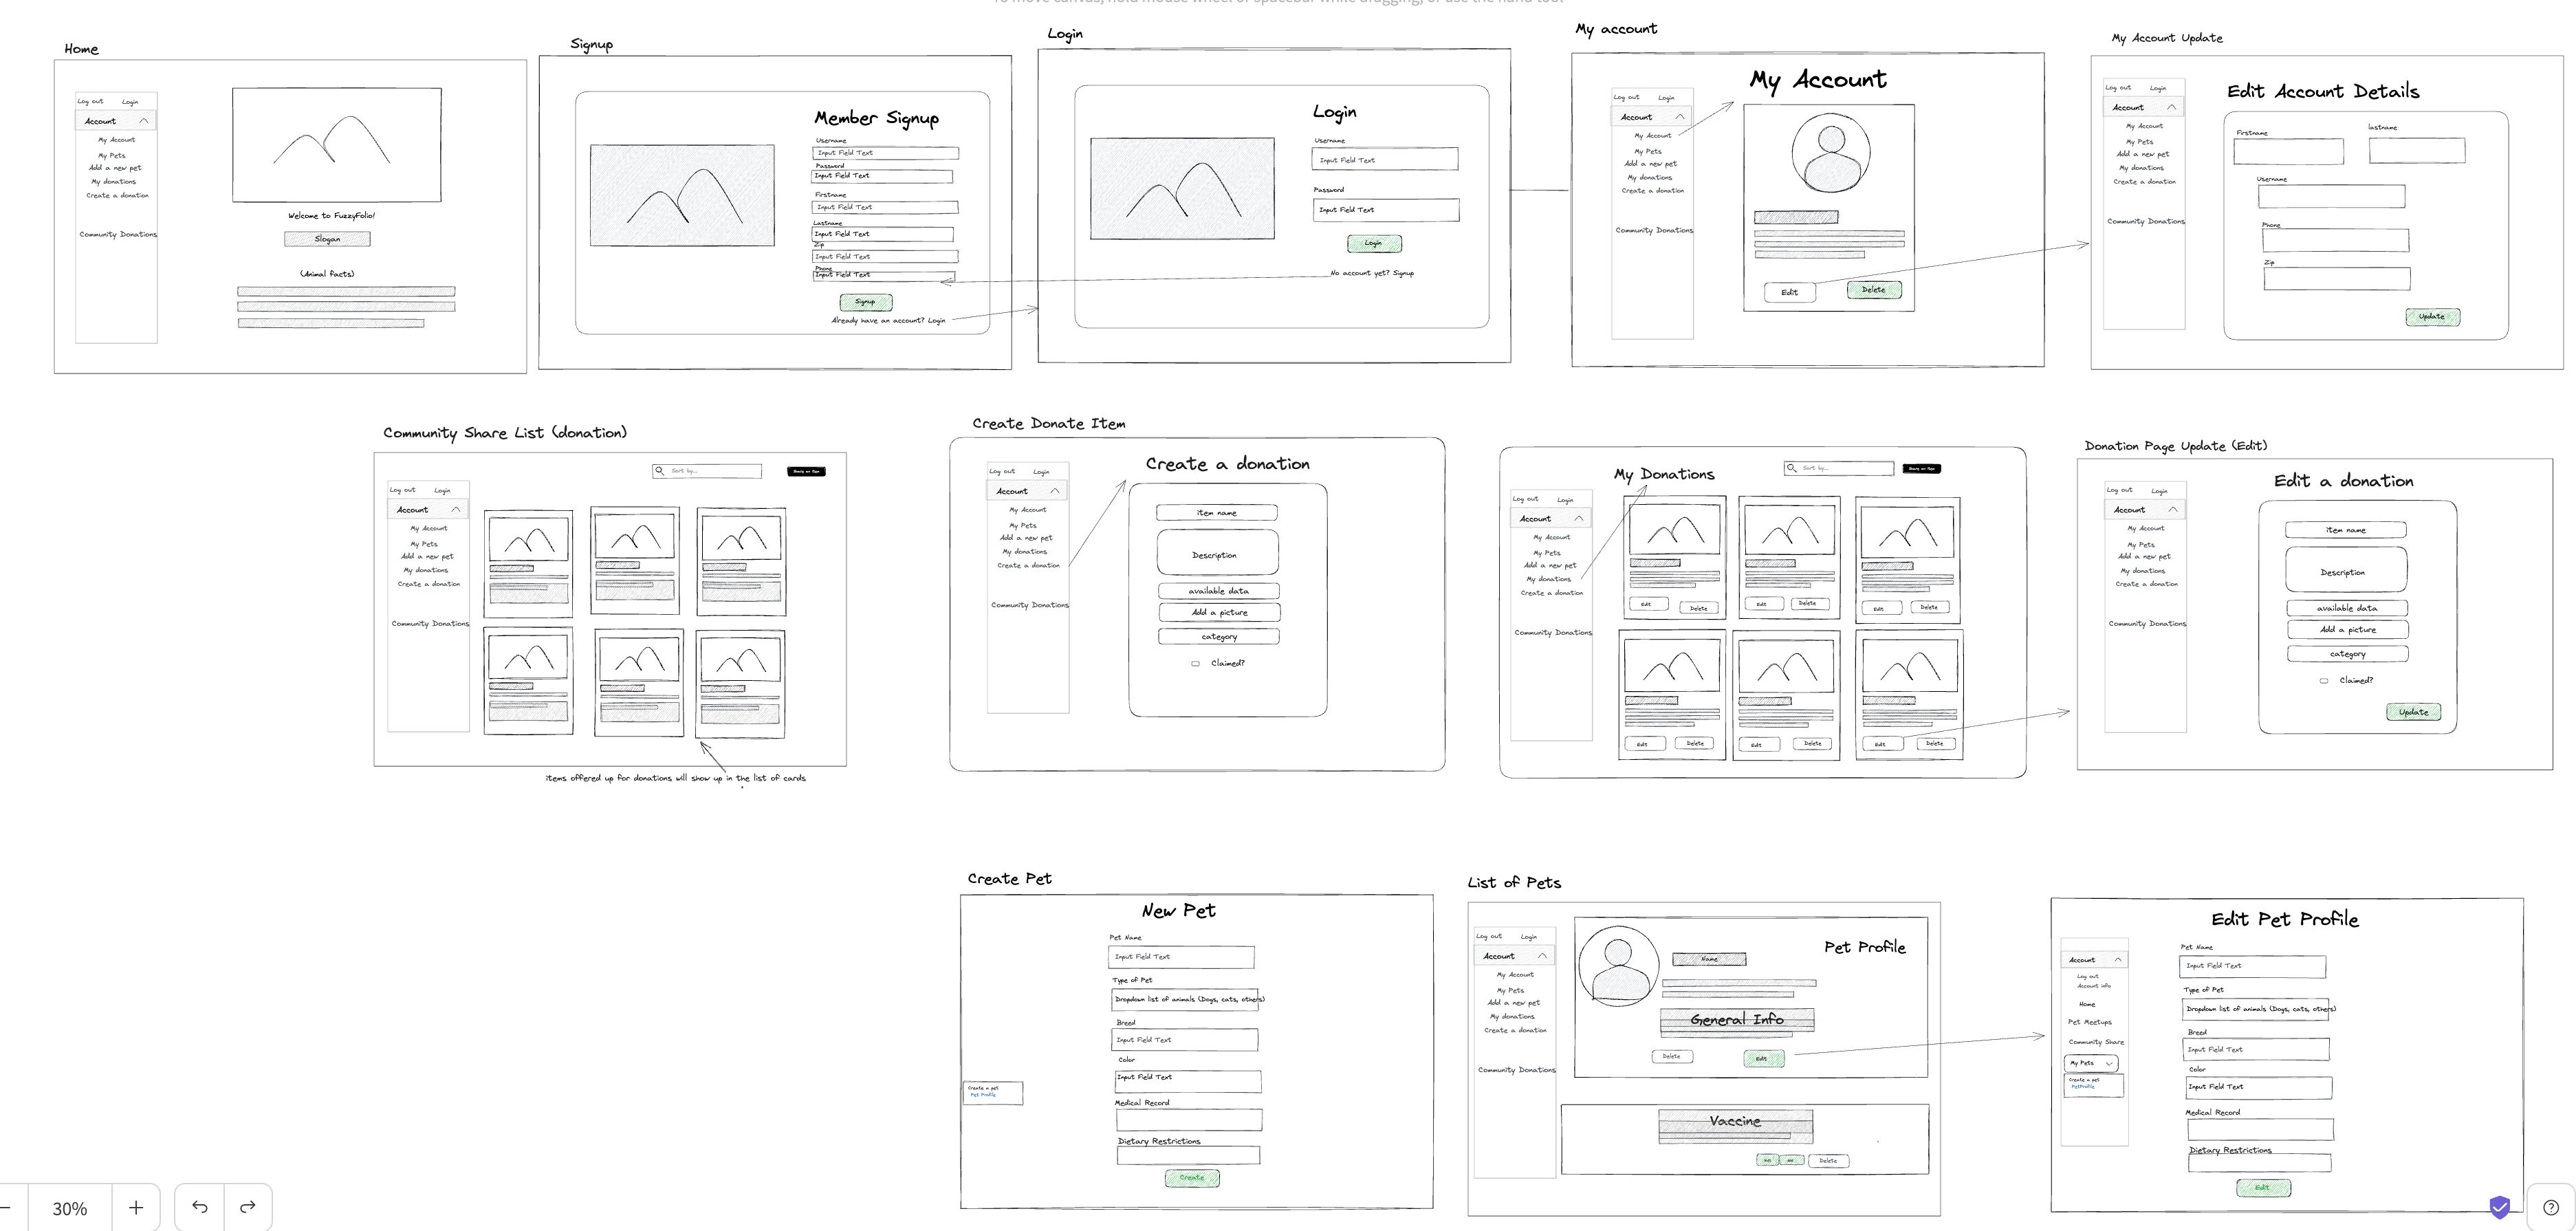 To move canvas, hold mouse wheel or spacebar while dragging, or use the hand tool
Home
Log out Login
Account
My Account
My Pets
Add a new pet
My donations
Create a donation
Community Donations
Welcome to FuzzyFolio!
Slogan
(Animal facts)
Signup
Member Signup
Username
Input Field Text
Password
Input Field Text
Firstname
Input Field Text
Lastname
Input Field Text
Zip
Input Field Text
Phone
Input Field Text
Signup
Already have an account? Login
Login
Login
Username
Input Field Text
Password
Input Field Text
Login
No account yet? Signup
My account
Log out Login
Account
My Account
My Pets
Add a new pet
My donations
Create a donation
Community Donations
My Account
Edit Delete
My Account Update
Log out Login
Account
My Account
My Pets
Add a new pet
My donations
Create a donation
Community Donations
Edit Account Details
Firstname lastname
Username
Phone
Zip
Update
Community Share List (donation)
Sort by...
Log out Login
Account
My Account
My Pets
Add a new pet
My donations
Create a donation
Community Donations
items offered up for donations will show up in the list of cards
Create Donate Item
Log out Login
Account
My Account
My Pets
Add a new pet
My donations
Create a donation
Community Donations
Create a donation
item name
Description
available data
Add a picture
category
Claimed?
My Donations
Sort by...
Log out Login
Account
My Account
My Pets
Add a new pet
My donations
Create a donation
Community Donations
Edit Delete Edit Delete Edit Delete
Edit Delete Edit Delete Edit Delete
Donation Page Update (Edit)
Log out Login
Account
My Account
My Pets
Add a new pet
My donations
Create a donation
Community Donations
Edit a donation
item name
Description
available data
Add a picture
category
Claimed?
Update
Create Pet
New Pet
Pet Name
Input Field Text
Type of Pet
Dropdown list of animals (Dogs, cats, others)
Breed
Input Field Text
Color
Input Field Text
Medical Record
Dietary Restrictions
Create
Create a pet
Pet Profile
List of Pets
Log out Login
Account
My Account
My Pets
Add a new pet
My donations
Create a donation
Community Donations
Pet Profile
Name
General Info
Delete Edit
Vaccine
Delete
Edit Pet Profile
Account
Log out
Account info
Home
Pet Meetups
Community Share
My Pets
Create a pet
PetProfile
Pet Name
Input Field Text
Type of Pet
Dropdown list of animals (Dogs, cats, others)
Breed
Input Field Text
Color
Input Field Text
Medical Record
Dietary Restrictions
Edit
30%